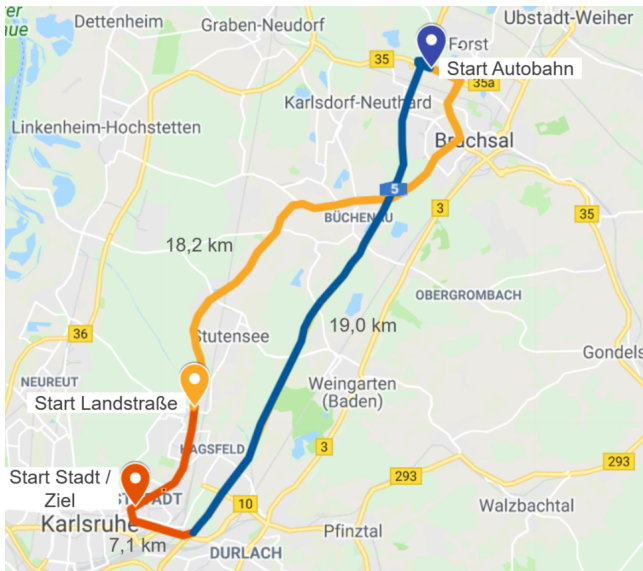 Dettenheim
Graben-Neudorf
Ubstadt-Weiher
Forst
35
Start Autobahn
35a
Karlsdorf-Neuthard
Linkenheim-Hochstetten
Bruchsal
5
3
35
BÜCHENAU
18,2 km
OBERGROMBACH
19,0 km
36
Stutensee
Gondels
NEUREUT
Weingarten
(Baden)
Start Landstraße
HAGSFELD
3
293
293
Start Stadt /
Ziel
STADT
10
Walzbachtal
Karlsruhe
Pfinztal
7,1 km
DURLACH